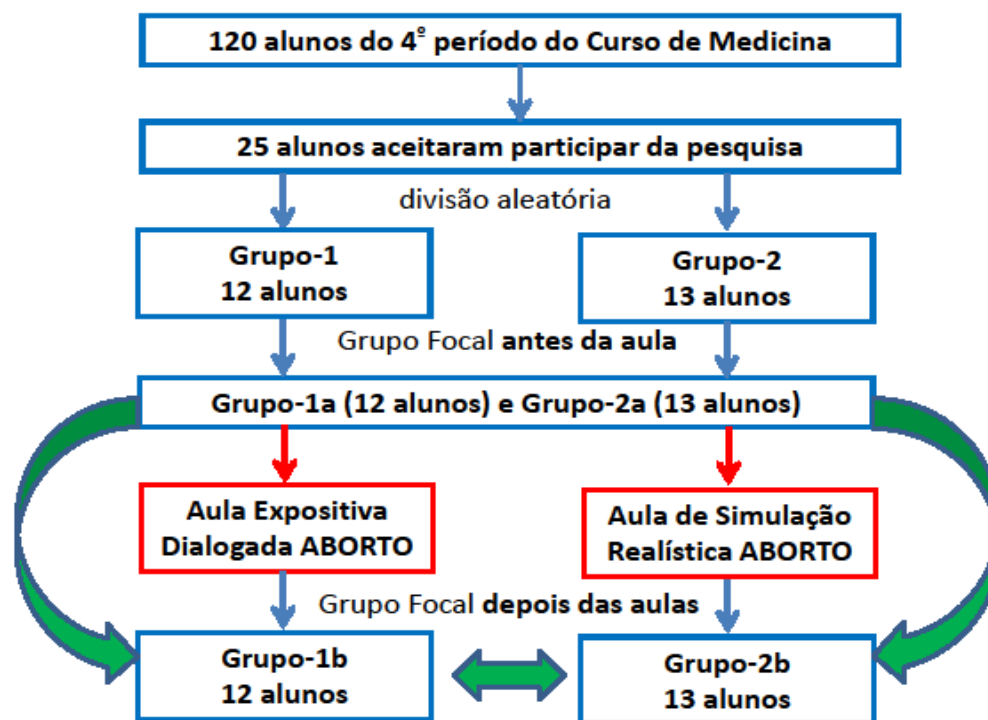 120 alunos do 4º período do Curso de Medicina
25 alunos aceitaram participar da pesquisa
divisão aleatória
Grupo-1
12 alunos
Grupo-2
13 alunos
Grupo Focal antes da aula
Grupo-1a (12 alunos) e Grupo-2a (13 alunos)
Aula Expositiva
Dialogada ABORTO
Aula de Simulação
Realística ABORTO
Grupo Focal depois das aulas
Grupo-1b
12 alunos
Grupo-2b
13 alunos